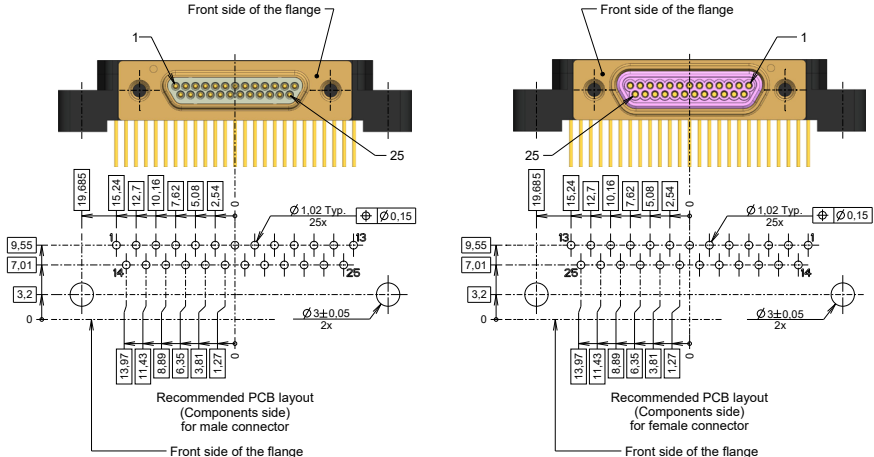 Front side of the flange
1
25
19,685
15,24
12,7
10,16
7,62
5,08
2,54
0
Ø1,02 Typ.
25x
⌖ Ø0,15
9,55
7,01
3,2
0
1
13
14
25
Ø3±0,05
2x
13,97
11,43
8,89
6,35
3,81
1,27
0
Recommended PCB layout
(Components side)
for male connector
Front side of the flange
Front side of the flange
1
25
19,685
15,24
12,7
10,16
7,62
5,08
2,54
0
Ø1,02 Typ.
25x
⌖ Ø0,15
9,55
7,01
3,2
0
13
1
25
14
Ø3±0,05
2x
13,97
11,43
8,89
6,35
3,81
1,27
0
Recommended PCB layout
(Components side)
for female connector
Front side of the flange